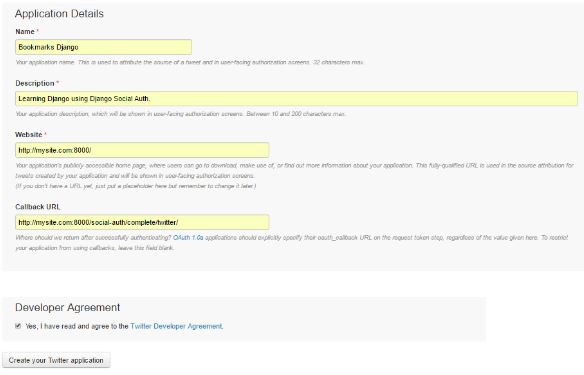 Application Details
Name *
Bookmarks Django
Your application name. This is used to attribute the source of a tweet and in user-facing authorization screens. 32 characters max.
Description *
Learning Django using Django Social Auth.
Your application description, which will be shown in user-facing authorization screens. Between 10 and 200 characters max.
Website *
http://mysite.com:8000/
Your application's publicly accessible home page, where users can go to download, make use of, or find out more information about your application. This fully-qualified URL is used in the source attribution for
tweets created by your application and will be shown in user-facing authorization screens.
(If you don't have a URL yet, just put a placeholder here but remember to change it later.)
Callback URL
http://mysite.com:8000/social-auth/complete/twitter/
Where should we return after successfully authenticating? OAuth 1.0a applications should explicitly specify their oauth_callback URL on the request token step, regardless of the value given here. To restrict
your application from using callbacks, leave this field blank.
Developer Agreement
Yes, I have read and agree to the Twitter Developer Agreement.
Create your Twitter application